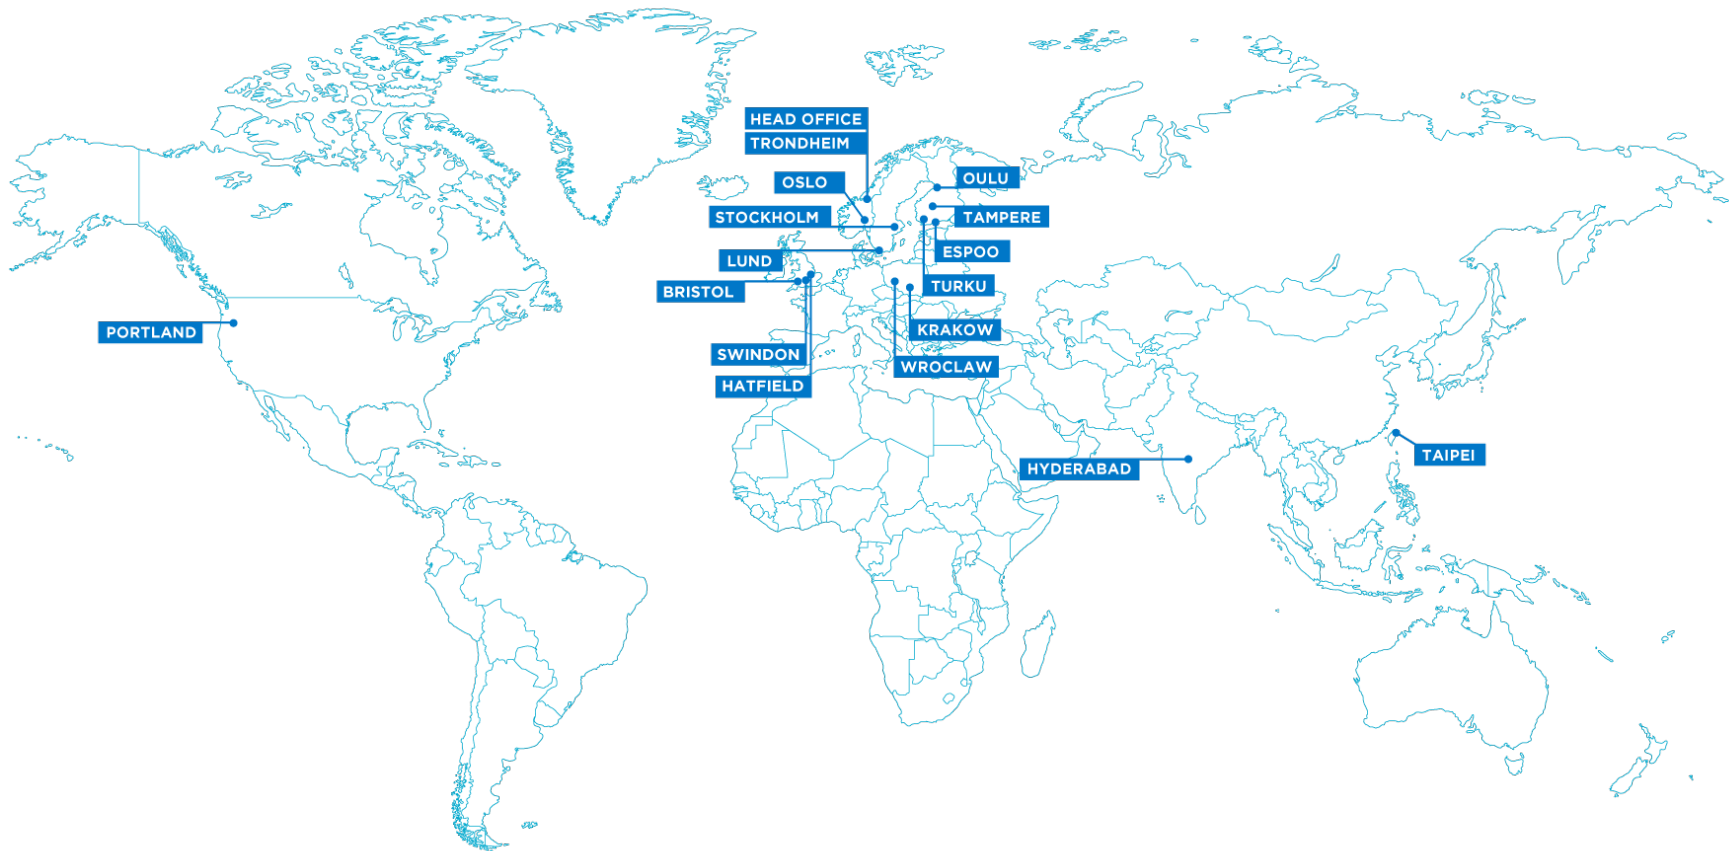 HEAD OFFICE
TRONDHEIM
OSLO
OULU
STOCKHOLM
TAMPERE
LUND
ESPOO
BRISTOL
TURKU
PORTLAND
KRAKOW
SWINDON
WROCLAW
HATFIELD
TAIPEI
HYDERABAD